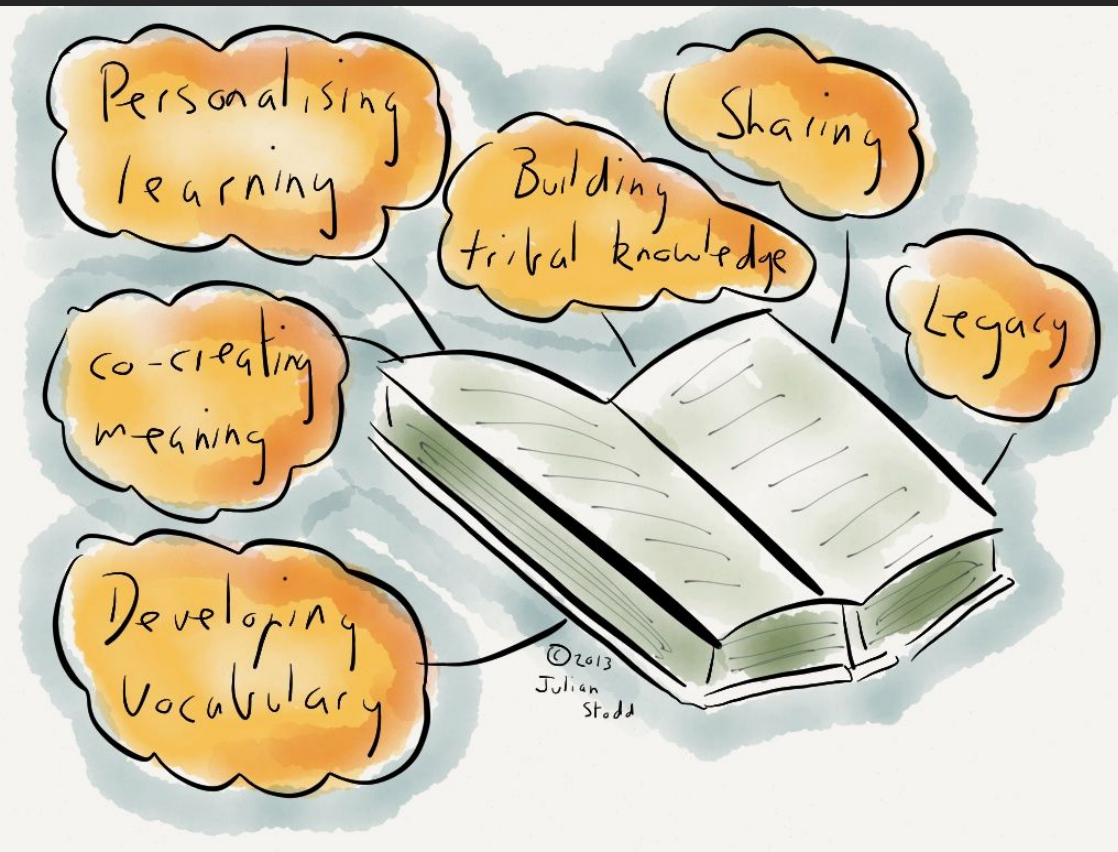 Personalising
learning
Building
tribal knowledge
Sharing
Legacy
co-creating
meaning
Developing
vocabulary
©2013
Julian
Stodd